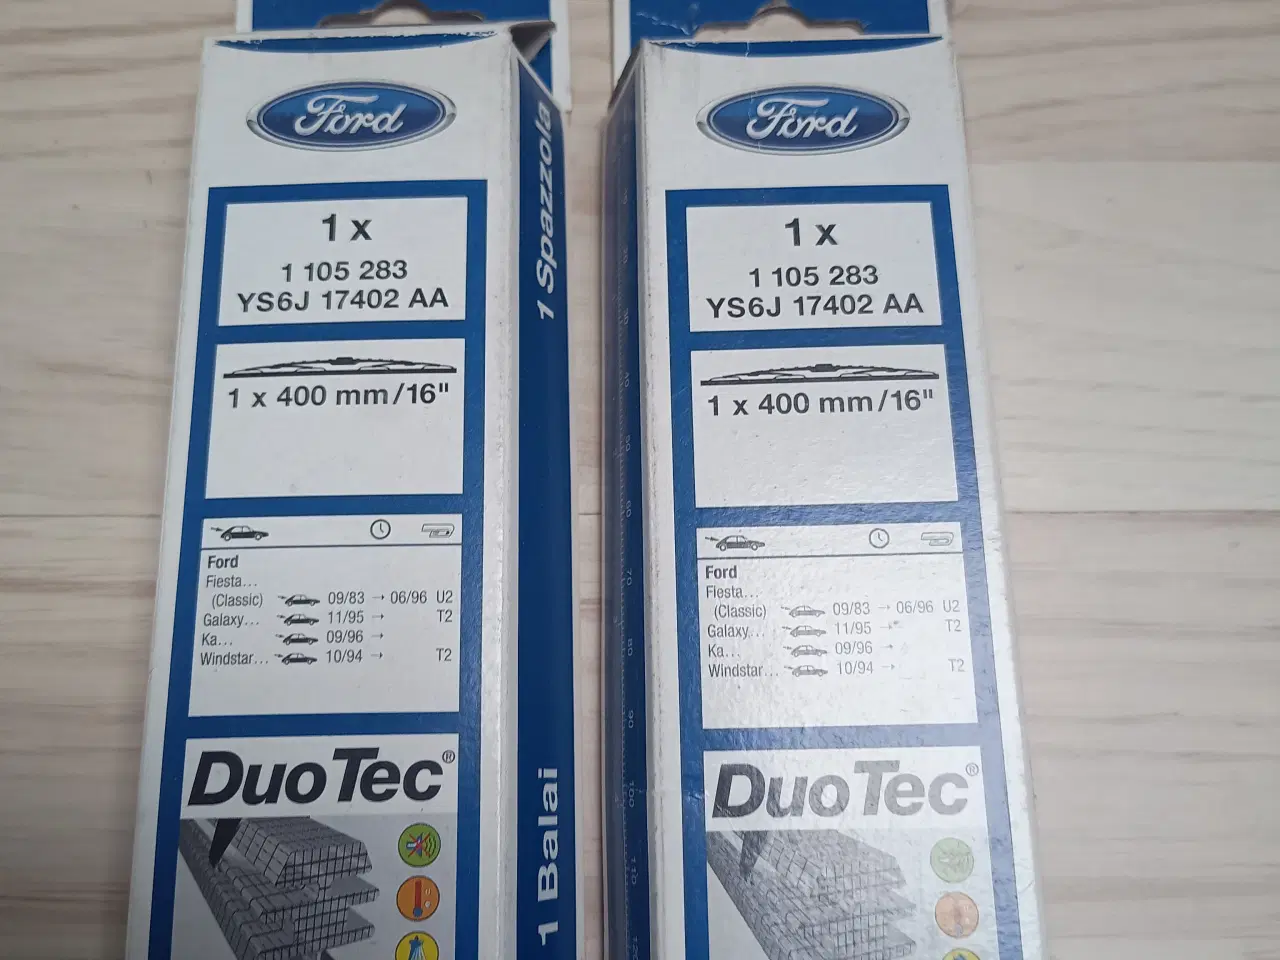 Ford
1 x
1 105 283
YS6J 17402 AA
1 x 400 mm/16"
Ford
Fiesta...
(Classic) 09/83 → 06/96 U2
Galaxy... 11/95 → T2
Ka... 09/96 →
Windstar... 10/94 → T2
DuoTec®
1 Spazzola
1 Balai
Ford
1 x
1 105 283
YS6J 17402 AA
1 x 400 mm/16"
Ford
Fiesta...
(Classic) 09/83 → 06/96 U2
Galaxy... 11/95 → T2
Ka... 09/96 →
Windstar... 10/94 → T2
DuoTec®